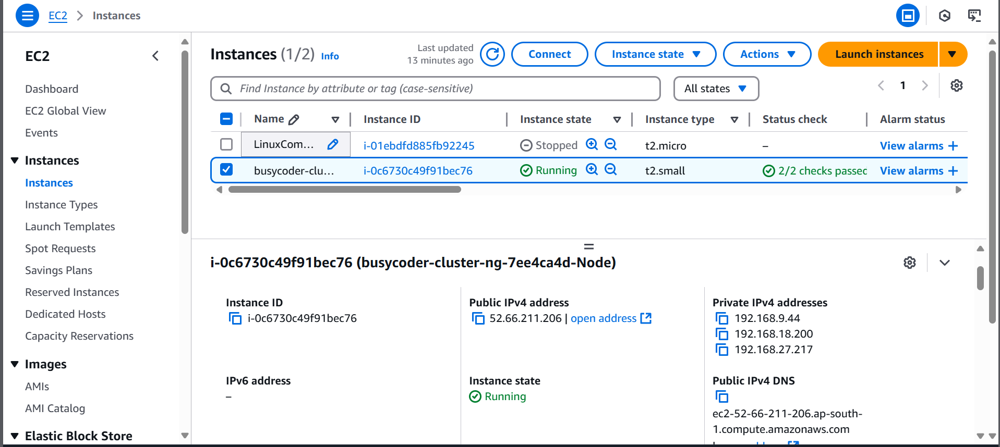 EC2 > Instances
EC2
Dashboard
EC2 Global View
Events
Instances
Instances
Instance Types
Launch Templates
Spot Requests
Savings Plans
Reserved Instances
Dedicated Hosts
Capacity Reservations
Images
AMIs
AMI Catalog
Elastic Block Store
Instances (1/2) Info
Last updated
13 minutes ago
Connect
Instance state
Actions
Launch instances
Find Instance by attribute or tag (case-sensitive)
All states
1
Name Instance ID Instance state Instance type Status check Alarm status
LinuxCom... i-01ebdfd885fb92245 Stopped t2.micro – View alarms +
busycoder-clu... i-0c6730c49f91bec76 Running t2.small 2/2 checks passed View alarms +
i-0c6730c49f91bec76 (busycoder-cluster-ng-7ee4ca4d-Node)
Instance ID
i-0c6730c49f91bec76
Public IPv4 address
52.66.211.206 | open address
Private IPv4 addresses
192.168.9.44
192.168.18.200
192.168.27.217
IPv6 address
–
Instance state
Running
Public IPv4 DNS
ec2-52-66-211-206.ap-south-
1.compute.amazonaws.com